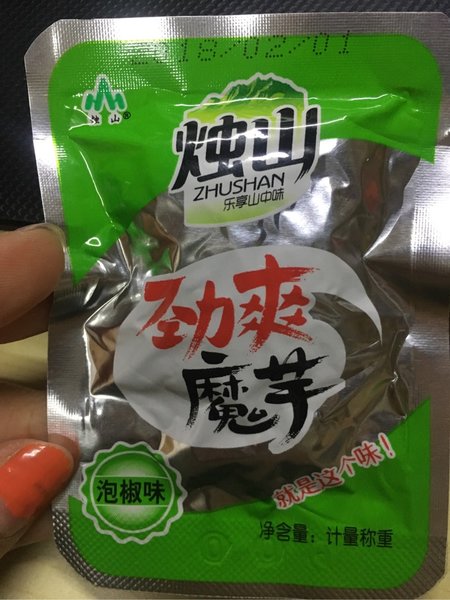 2018/02/01
烛山®
烛山
ZHUSHAN
乐享山中味
劲爽
魔芋
泡椒味
就是这个味！
净含量：计量称重